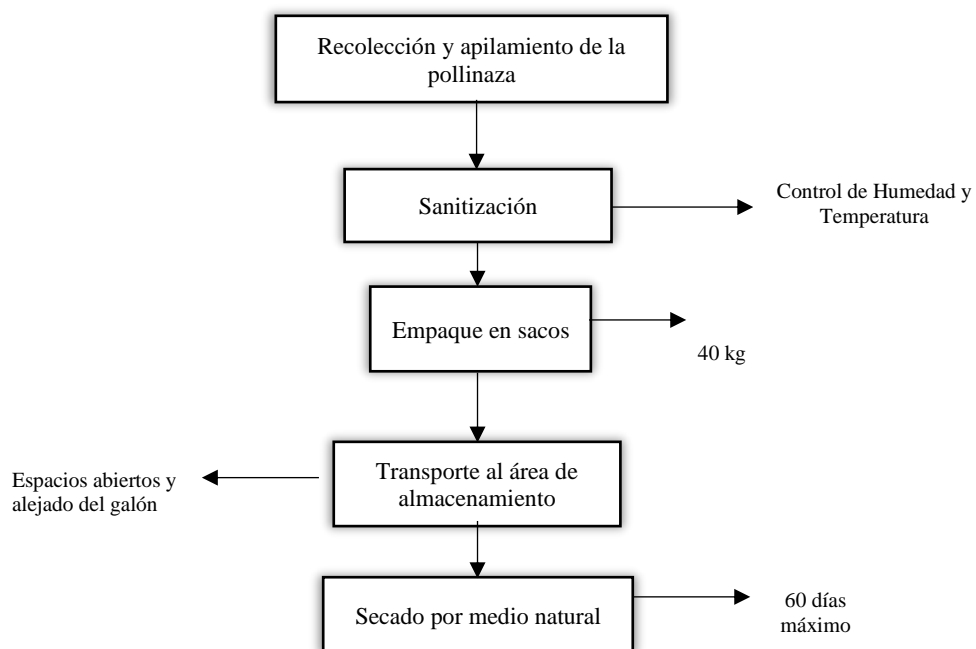 Recolección y apilamiento de la
pollinaza
Sanitización
Control de Humedad y
Temperatura
Empaque en sacos
40 kg
Transporte al área de
almacenamiento
Espacios abiertos y
alejado del galón
Secado por medio natural
60 días
máximo